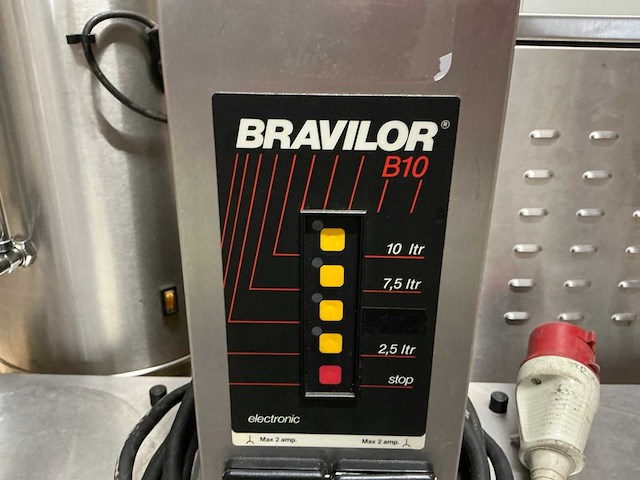 BRAVILOR®
B10
10 ltr
7,5 ltr
2,5 ltr
stop
electronic
Max 2 amp. Max 2 amp.